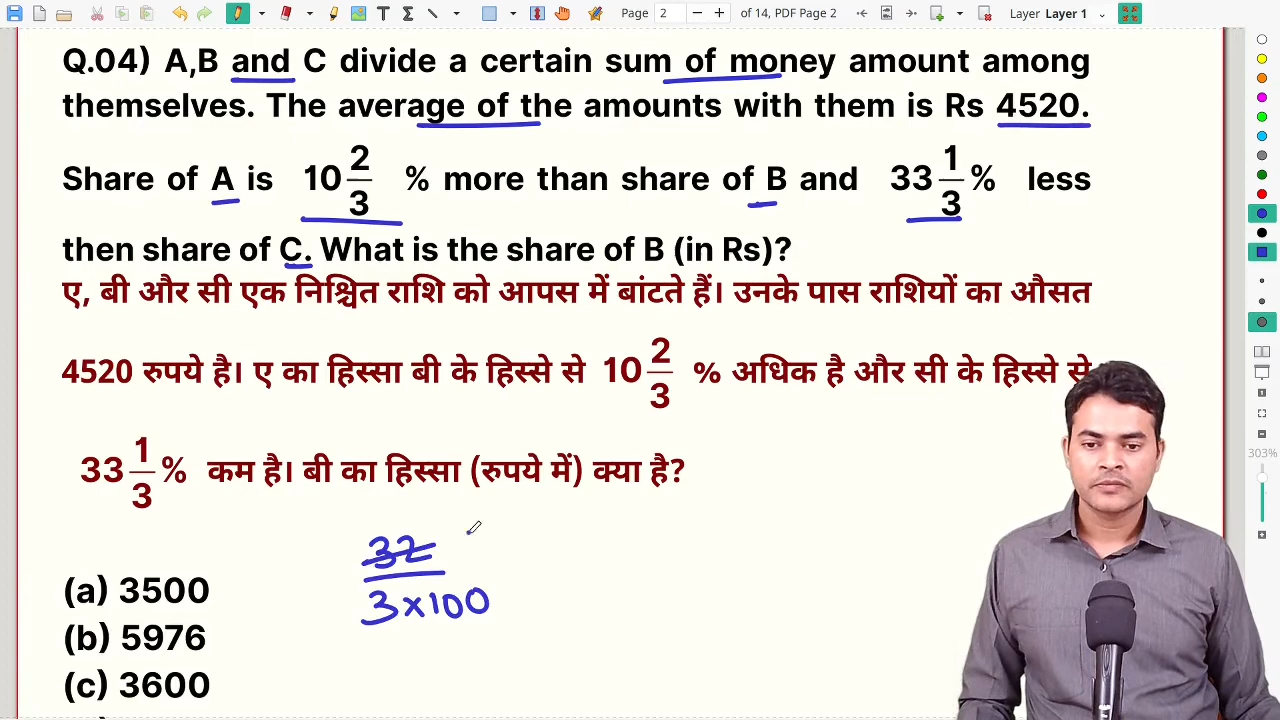 Page 2 of 14, PDF Page 2 Layer Layer 1
Q.04) A,B and C divide a certain sum of money amount among
themselves. The average of the amounts with them is Rs 4520.
Share of A is 10 2/3 % more than share of B and 33 1/3 % less
then share of C. What is the share of B (in Rs)?
ए, बी और सी एक निश्चित राशि को आपस में बांटते हैं। उनके पास राशियों का औसत
4520 रुपये है। ए का हिस्सा बी के हिस्से से 10 2/3 % अधिक है और सी के हिस्से से
33 1/3 % कम है। बी का हिस्सा (रुपये में) क्या है?
303%
32
3×100
(a) 3500
(b) 5976
(c) 3600